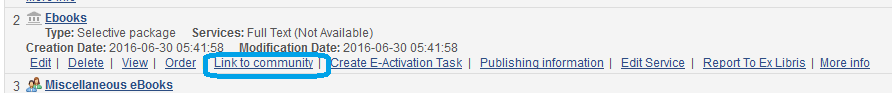 More info
2 Ebooks
Type: Selective package Services: Full Text (Not Available)
Creation Date: 2016-06-30 05:41:58 Modification Date: 2016-06-30 05:41:58
Edit | Delete | View | Order | Link to community | Create E-Activation Task | Publishing information | Edit Service | Report To Ex Libris | More info
3 Miscellaneous eBooks